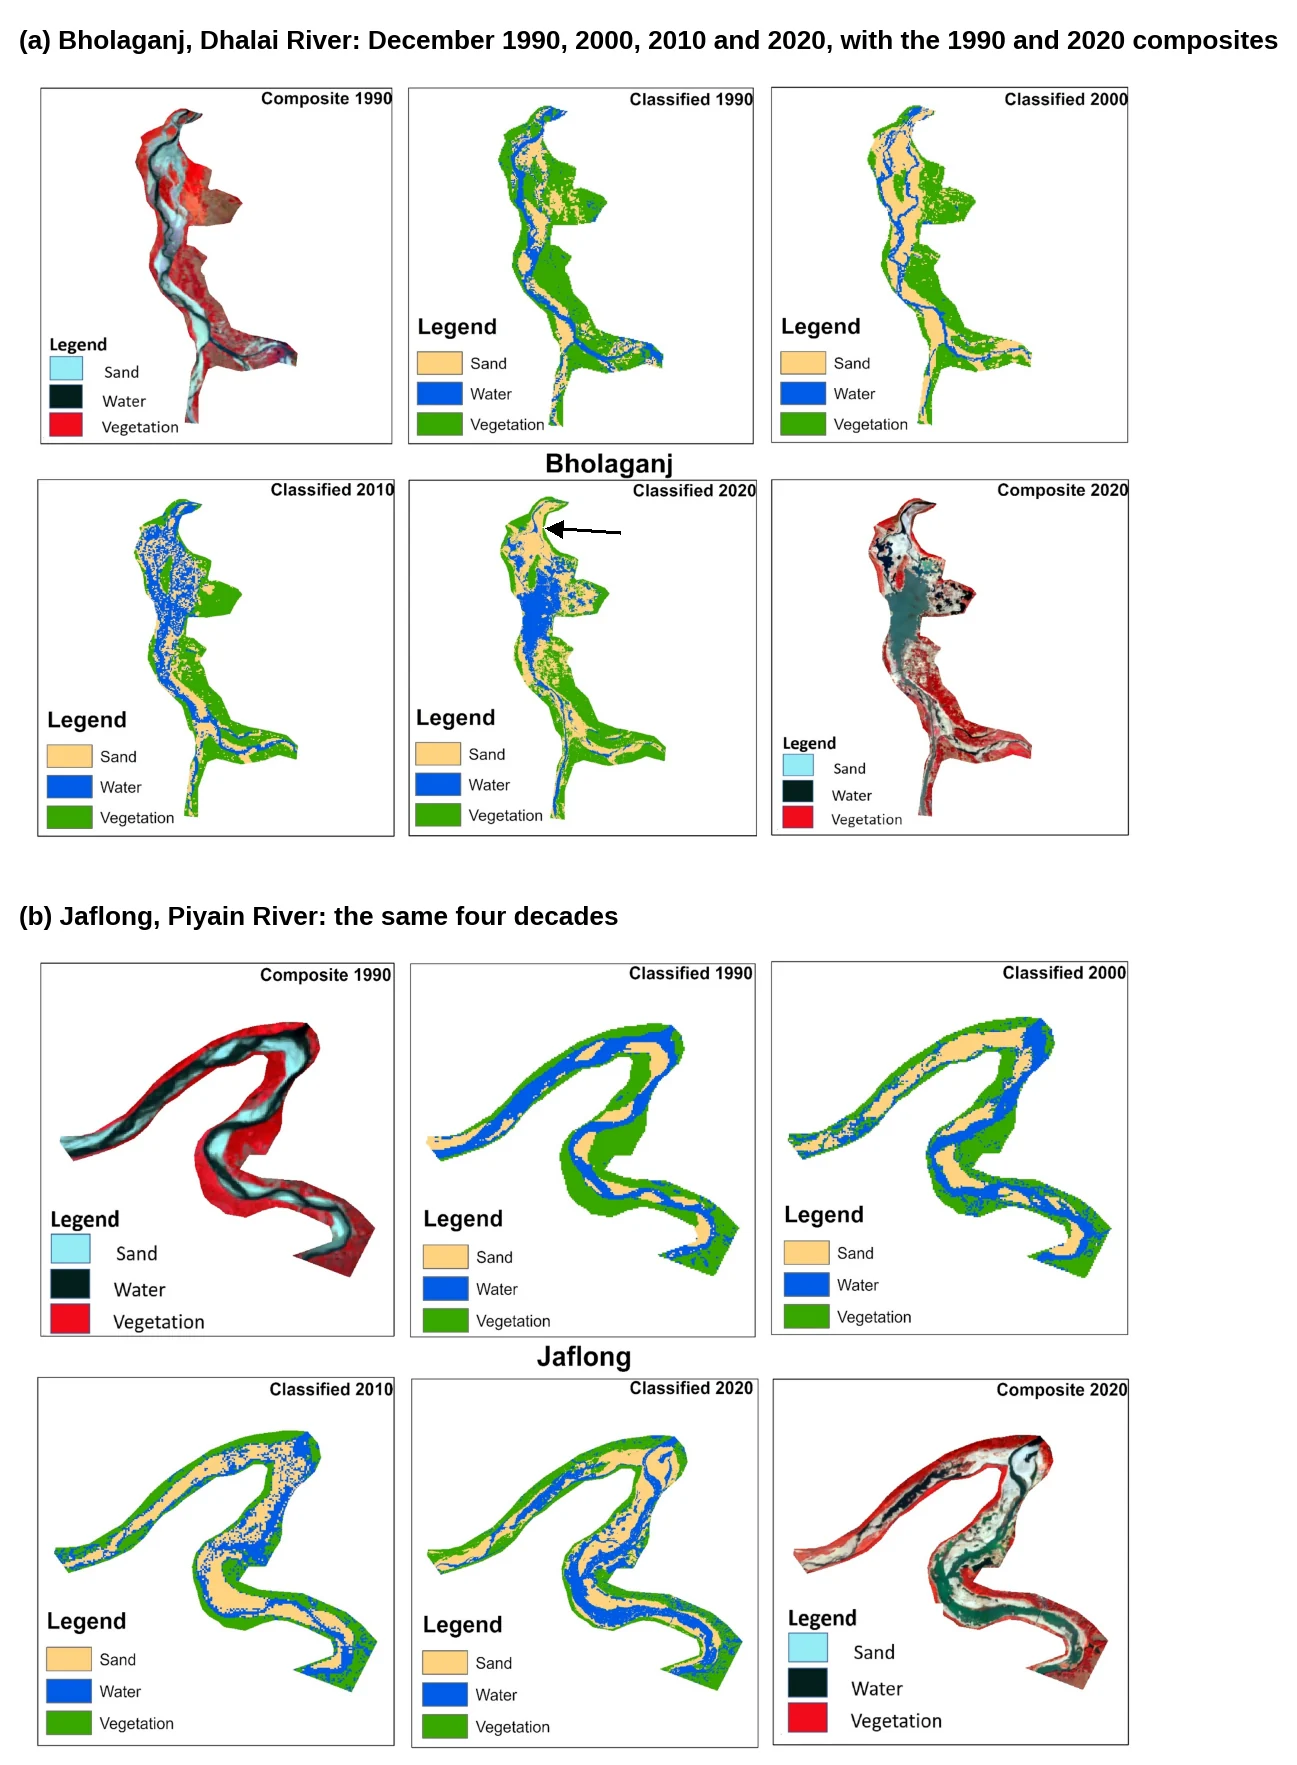 (a) Bholaganj, Dhalai River: December 1990, 2000, 2010 and 2020, with the 1990 and 2020 composites
Composite 1990
Legend
Sand
Water
Vegetation
Classified 1990
Legend
Sand
Water
Vegetation
Classified 2000
Legend
Sand
Water
Vegetation
Bholaganj
Classified 2010
Legend
Sand
Water
Vegetation
Classified 2020
Legend
Sand
Water
Vegetation
Composite 2020
Legend
Sand
Water
Vegetation
(b) Jaflong, Piyain River: the same four decades
Composite 1990
Legend
Sand
Water
Vegetation
Classified 1990
Legend
Sand
Water
Vegetation
Classified 2000
Legend
Sand
Water
Vegetation
Jaflong
Classified 2010
Legend
Sand
Water
Vegetation
Classified 2020
Legend
Sand
Water
Vegetation
Composite 2020
Legend
Sand
Water
Vegetation